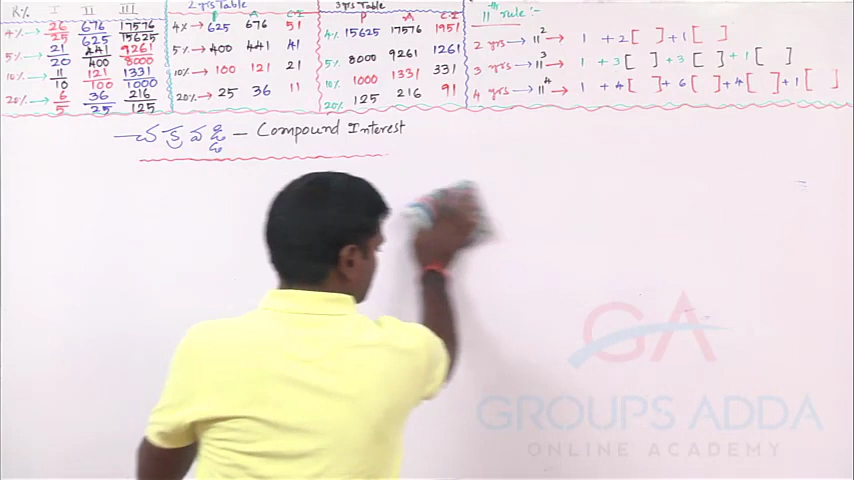 R% I II III
4% → 26/25 676/625 17576/15625
5% → 21/20 441/400 9261/8000
10% → 11/10 121/100 1331/1000
20% → 6/5 36/25 216/125
2 yrs Table
P A C.I
4% → 625 676 51
5% → 400 441 41
10% → 100 121 21
20% → 25 36 11
3yrs Table
P A C.I
4% 15625 17576 1951
5% 8000 9261 1261
10% 1000 1331 331
20% 125 216 91
11th rule :-
2 yrs → 11² → 1 + 2[ ] + 1[ ]
3 yrs → 11³ → 1 + 3[ ] + 3[ ] + 1[ ]
4 yrs → 11⁴ → 1 + 4[ ] + 6[ ] + 4[ ] + 1[ ]
చక్రవడ్డీ - Compound Interest
GA
GROUPS ADDA
ONLINE ACADEMY